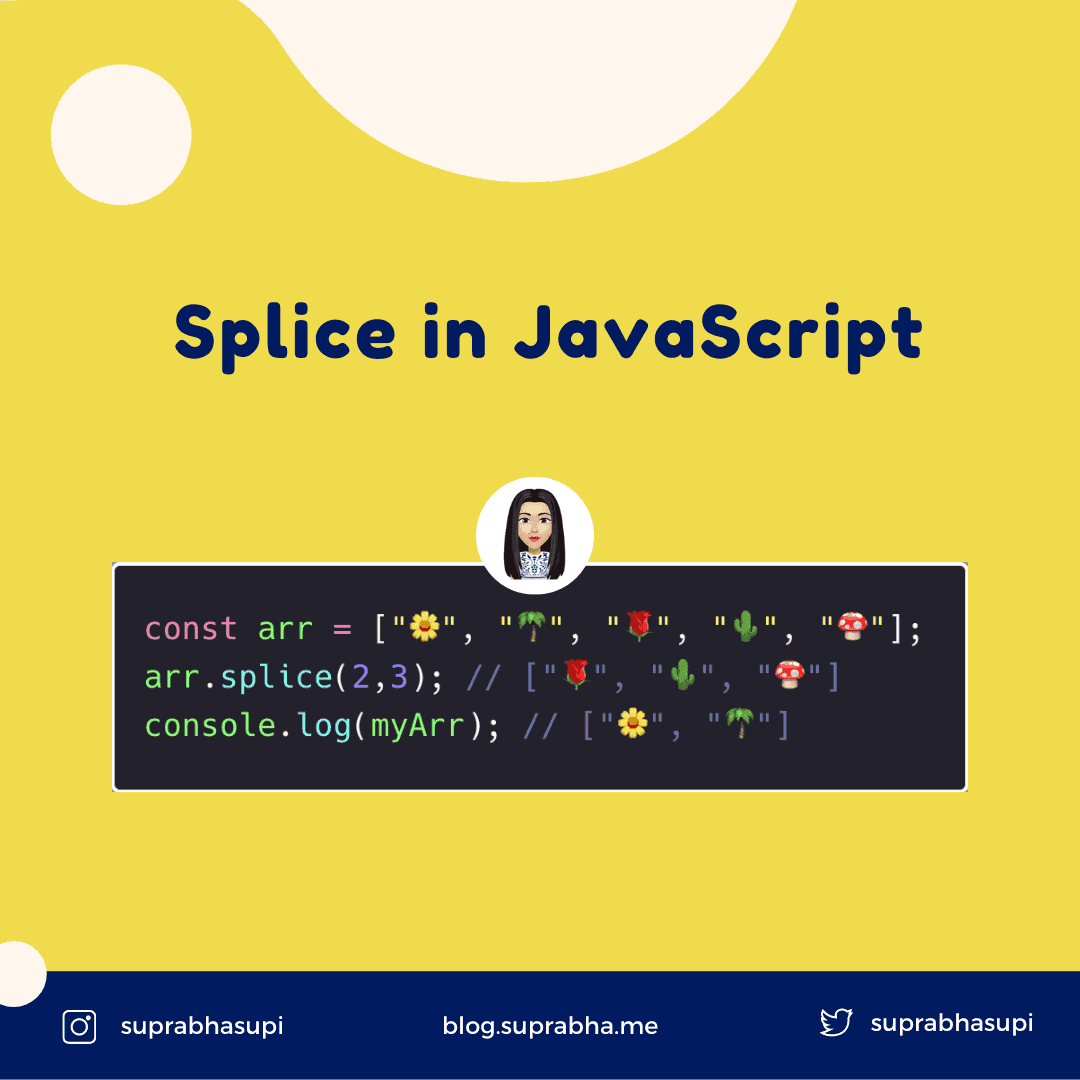 Splice in JavaScript
const arr = ["🌼", "🌴", "🌹", "🌵", "🍄"];
arr.splice(2,3); // ["🌹", "🌵", "🍄"]
console.log(myArr); // ["🌼", "🌴"]
suprabhasupi
blog.suprabha.me
suprabhasupi